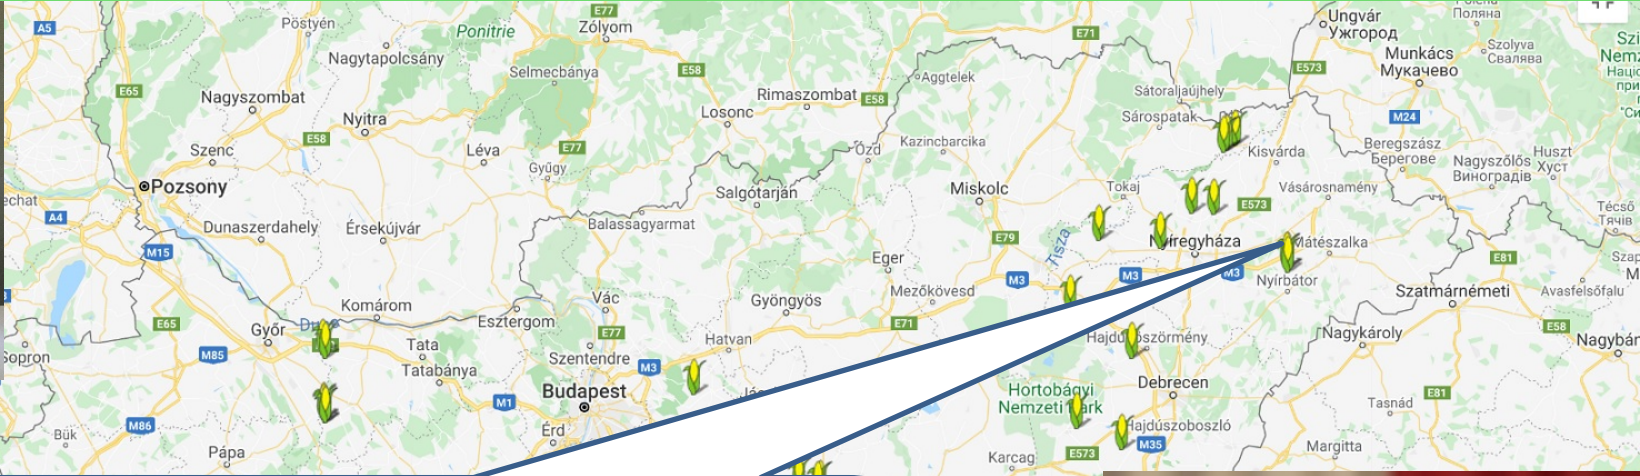 E77
A5
Pöstyén
Ponitrie
Zólyom
E71
Ungvár
Ужгород
Поляна
Nagytapolcsány
Selmecbánya
E58
Aggtelek
Munkács
Мукачево
Szolyva
Свалява
E573
E65
Nagyszombat
Rimaszombat
E58
Sátoraljaújhely
Nyitra
Losonc
Sárospatak
M24
E58
Szenc
Léva
E77
Gyűgy
Ózd
Kazincbarcika
Kisvárda
Beregszász
Берегове
Nagyszőlős
Виноградів
Huszt
Хуст
Pozsony
Salgótarján
Miskolc
Tokaj
Vásárosnamény
A4
E573
Técső
Тячів
Dunaszerdahely
Érsekújvár
Balassagyarmat
M15
E79
Tisza
Nyíregyháza
Mátészalka
Eger
E81
M3
M3
M3
Nyírbátor
Komárom
Vác
Gyöngyös
Mezőkövesd
Szatmárnémeti
Avasfelsőfalu
E65
Győr
Esztergom
E77
E71
Hajdúböszörmény
Nagykároly
E58
Sopron
M85
Tata
Hatvan
Szentendre
M3
Tatabánya
Budapest
Hortobágyi
Nemzeti Park
Debrecen
E81
M1
Tasnád
M86
Bük
Érd
Hajdúszoboszló
M35
Pápa
Karcag
E573
Margitta